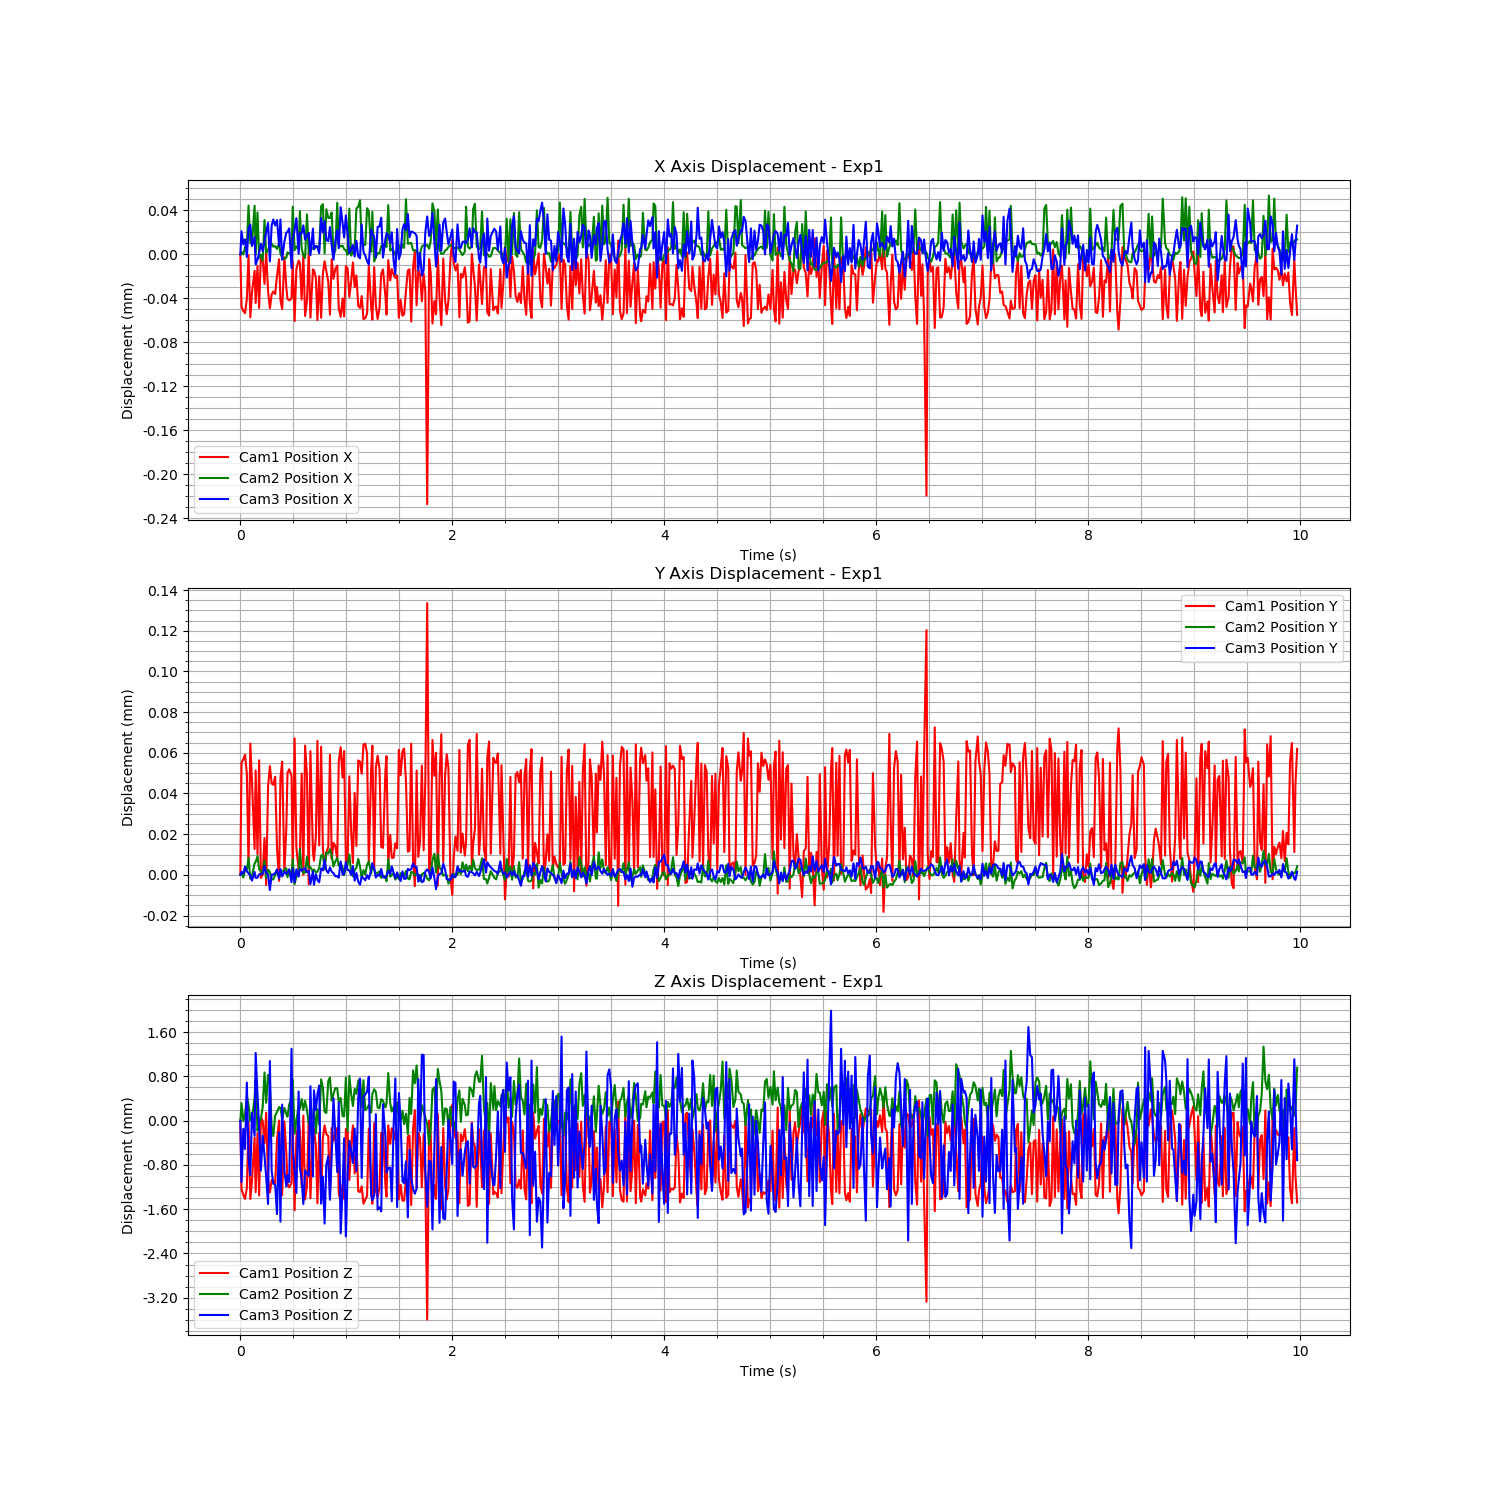 X Axis Displacement - Exp1
0.04
0.00
-0.04
-0.08
-0.12
-0.16
-0.20
-0.24
Displacement (mm)
Cam1 Position X
Cam2 Position X
Cam3 Position X
0 2 4 6 8 10
Time (s)
Y Axis Displacement - Exp1
0.14
0.12
0.10
0.08
0.06
0.04
0.02
0.00
-0.02
Displacement (mm)
Cam1 Position Y
Cam2 Position Y
Cam3 Position Y
0 2 4 6 8 10
Time (s)
Z Axis Displacement - Exp1
1.60
0.80
0.00
-0.80
-1.60
-2.40
-3.20
Displacement (mm)
Cam1 Position Z
Cam2 Position Z
Cam3 Position Z
0 2 4 6 8 10
Time (s)